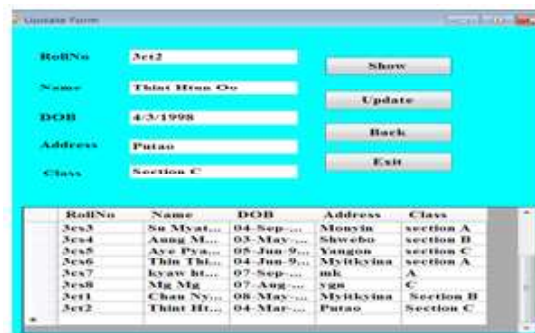 Update Form
RollNo 3ct2 Show
Name Thint Htun Oo Update
DOB 4/3/1998 Back
Address Putao Exit
Class Section C
RollNo Name DOB Address Class
3cs3 Su Myat... 04-Sep-... Monyin section A
3cs4 Aung M... 03-May-... Shwebo section B
3cs5 Aye Pya... 05-Jun-9... Yangon section C
3cs6 Thin Thi... 04-Jun-9... Myitkyina section A
3cs7 kyaw ht... 07-Sep-... mk A
3cs8 Mg Mg 07-Aug-... ygn C
3ct1 Chan Ny... 08-May-... Myitkyina Section B
3ct2 Thint Ht... 04-Mar-... Putao Section C